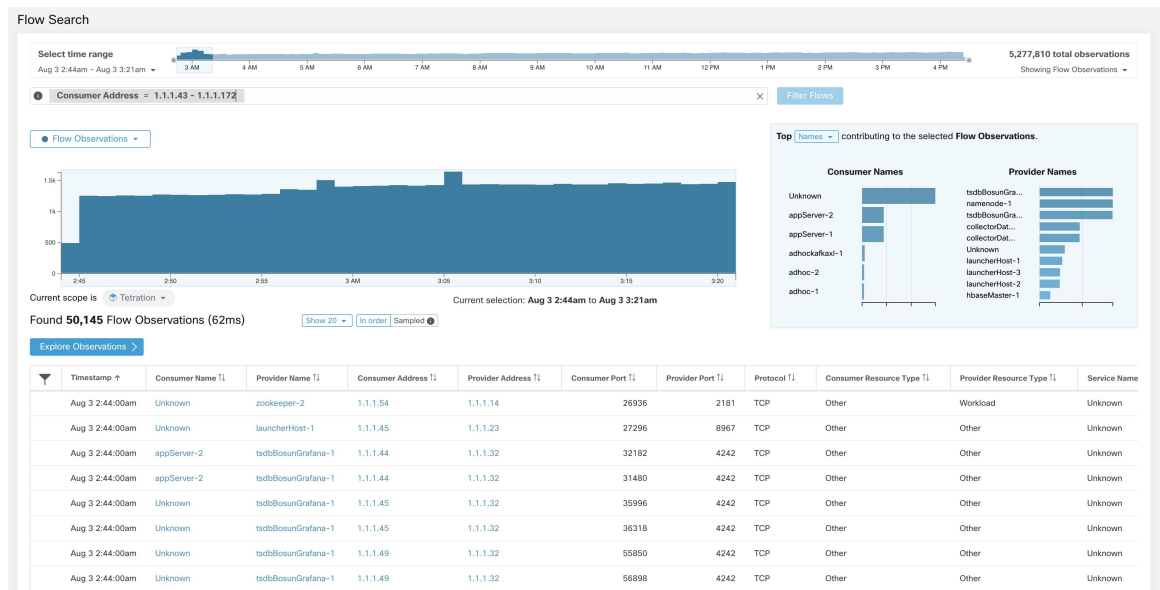 Flow Search
Select time range
Aug 3 2:44am - Aug 3 3:21am
3 AM 4 AM 5 AM 6 AM 7 AM 8 AM 9 AM 10 AM 11 AM 12 PM 1 PM 2 PM 3 PM 4 PM
5,277,810 total observations
Showing Flow Observations
Consumer Address = 1.1.1.43 - 1.1.1.172
Filter Flows
Flow Observations
1.5k
1k
500
0
2:45 2:50 2:55 3 AM 3:05 3:10 3:15 3:20
Top Names contributing to the selected Flow Observations.
Consumer Names
Unknown
appServer-2
appServer-1
adhockafkaxl-1
adhoc-2
adhoc-1
Provider Names
tsdbBosunGra...
namenode-1
tsdbBosunGra...
collectorDat...
collectorDat...
Unknown
launcherHost-1
launcherHost-3
launcherHost-2
hbaseMaster-1
Current scope is Tetration
Current selection: Aug 3 2:44am to Aug 3 3:21am
Found 50,145 Flow Observations (62ms)
Show 20 In order Sampled
Explore Observations
Timestamp Consumer Name Provider Name Consumer Address Provider Address Consumer Port Provider Port Protocol Consumer Resource Type Provider Resource Type Service Name
Aug 3 2:44:00am Unknown zookeeper-2 1.1.1.54 1.1.1.14 26936 2181 TCP Other Workload Unknown
Aug 3 2:44:00am Unknown launcherHost-1 1.1.1.45 1.1.1.23 27296 8967 TCP Other Other Unknown
Aug 3 2:44:00am appServer-2 tsdbBosunGrafana-1 1.1.1.44 1.1.1.32 32182 4242 TCP Other Other Unknown
Aug 3 2:44:00am appServer-2 tsdbBosunGrafana-1 1.1.1.44 1.1.1.32 31480 4242 TCP Other Other Unknown
Aug 3 2:44:00am Unknown tsdbBosunGrafana-1 1.1.1.45 1.1.1.32 35996 4242 TCP Other Other Unknown
Aug 3 2:44:00am Unknown tsdbBosunGrafana-1 1.1.1.45 1.1.1.32 36318 4242 TCP Other Other Unknown
Aug 3 2:44:00am Unknown tsdbBosunGrafana-1 1.1.1.49 1.1.1.32 55850 4242 TCP Other Other Unknown
Aug 3 2:44:00am Unknown tsdbBosunGrafana-1 1.1.1.49 1.1.1.32 56898 4242 TCP Other Other Unknown